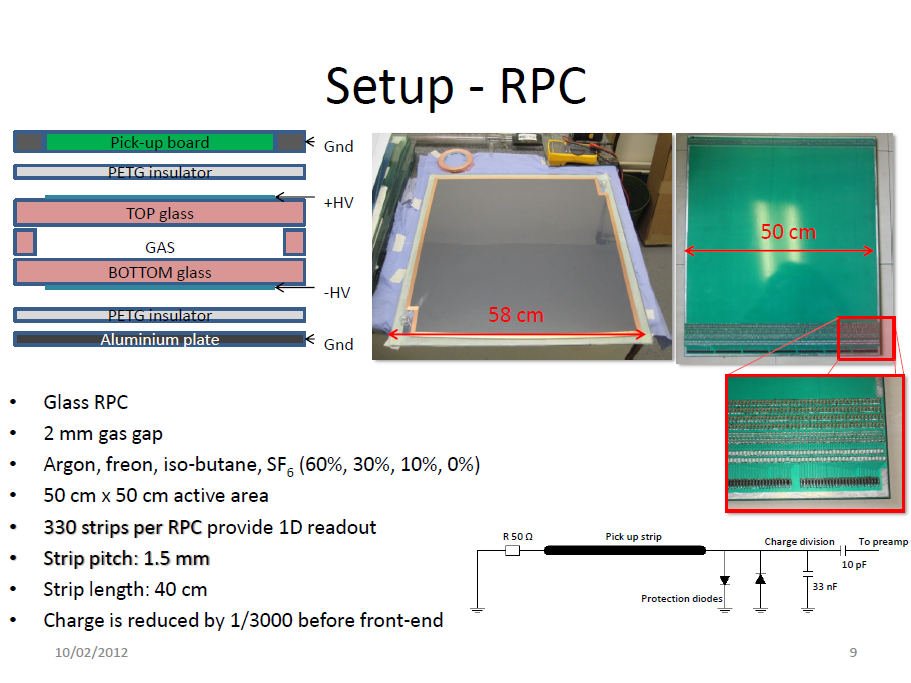 Setup - RPC
Pick-up board
Gnd
PETG insulator
+HV
TOP glass
GAS
BOTTOM glass
-HV
PETG insulator
Aluminium plate
Gnd
58 cm
50 cm
• Glass RPC
• 2 mm gas gap
• Argon, freon, iso-butane, SF6 (60%, 30%, 10%, 0%)
• 50 cm x 50 cm active area
• 330 strips per RPC provide 1D readout
• Strip pitch: 1.5 mm
• Strip length: 40 cm
• Charge is reduced by 1/3000 before front-end
R 50 Ω
Pick up strip
Charge division
To preamp
10 pF
33 nF
Protection diodes
10/02/2012
9